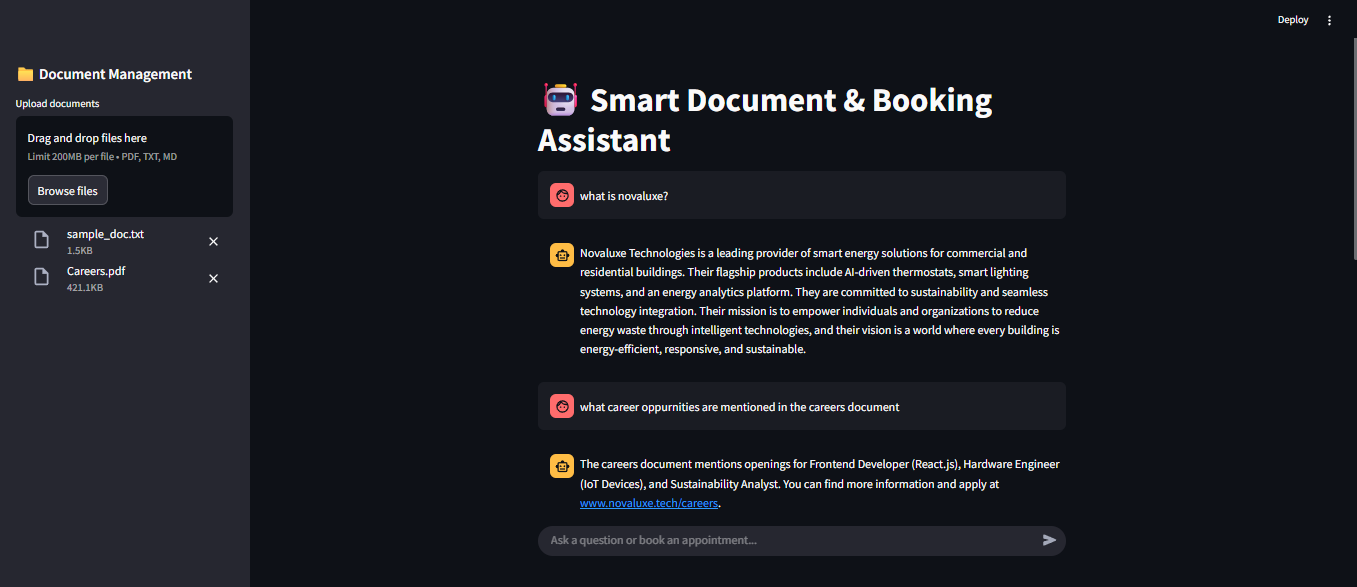 Deploy
Document Management
Upload documents
Drag and drop files here
Limit 200MB per file • PDF, TXT, MD
Browse files
sample_doc.txt
1.5KB
Careers.pdf
421.1KB
Smart Document & Booking
Assistant
what is novaluxe?
Novaluxe Technologies is a leading provider of smart energy solutions for commercial and
residential buildings. Their flagship products include AI-driven thermostats, smart lighting
systems, and an energy analytics platform. They are committed to sustainability and seamless
technology integration. Their mission is to empower individuals and organizations to reduce
energy waste through intelligent technologies, and their vision is a world where every building is
energy-efficient, responsive, and sustainable.
what career oppurnities are mentioned in the careers document
The careers document mentions openings for Frontend Developer (React.js), Hardware Engineer
(IoT Devices), and Sustainability Analyst. You can find more information and apply at
www.novaluxe.tech/careers.
Ask a question or book an appointment...